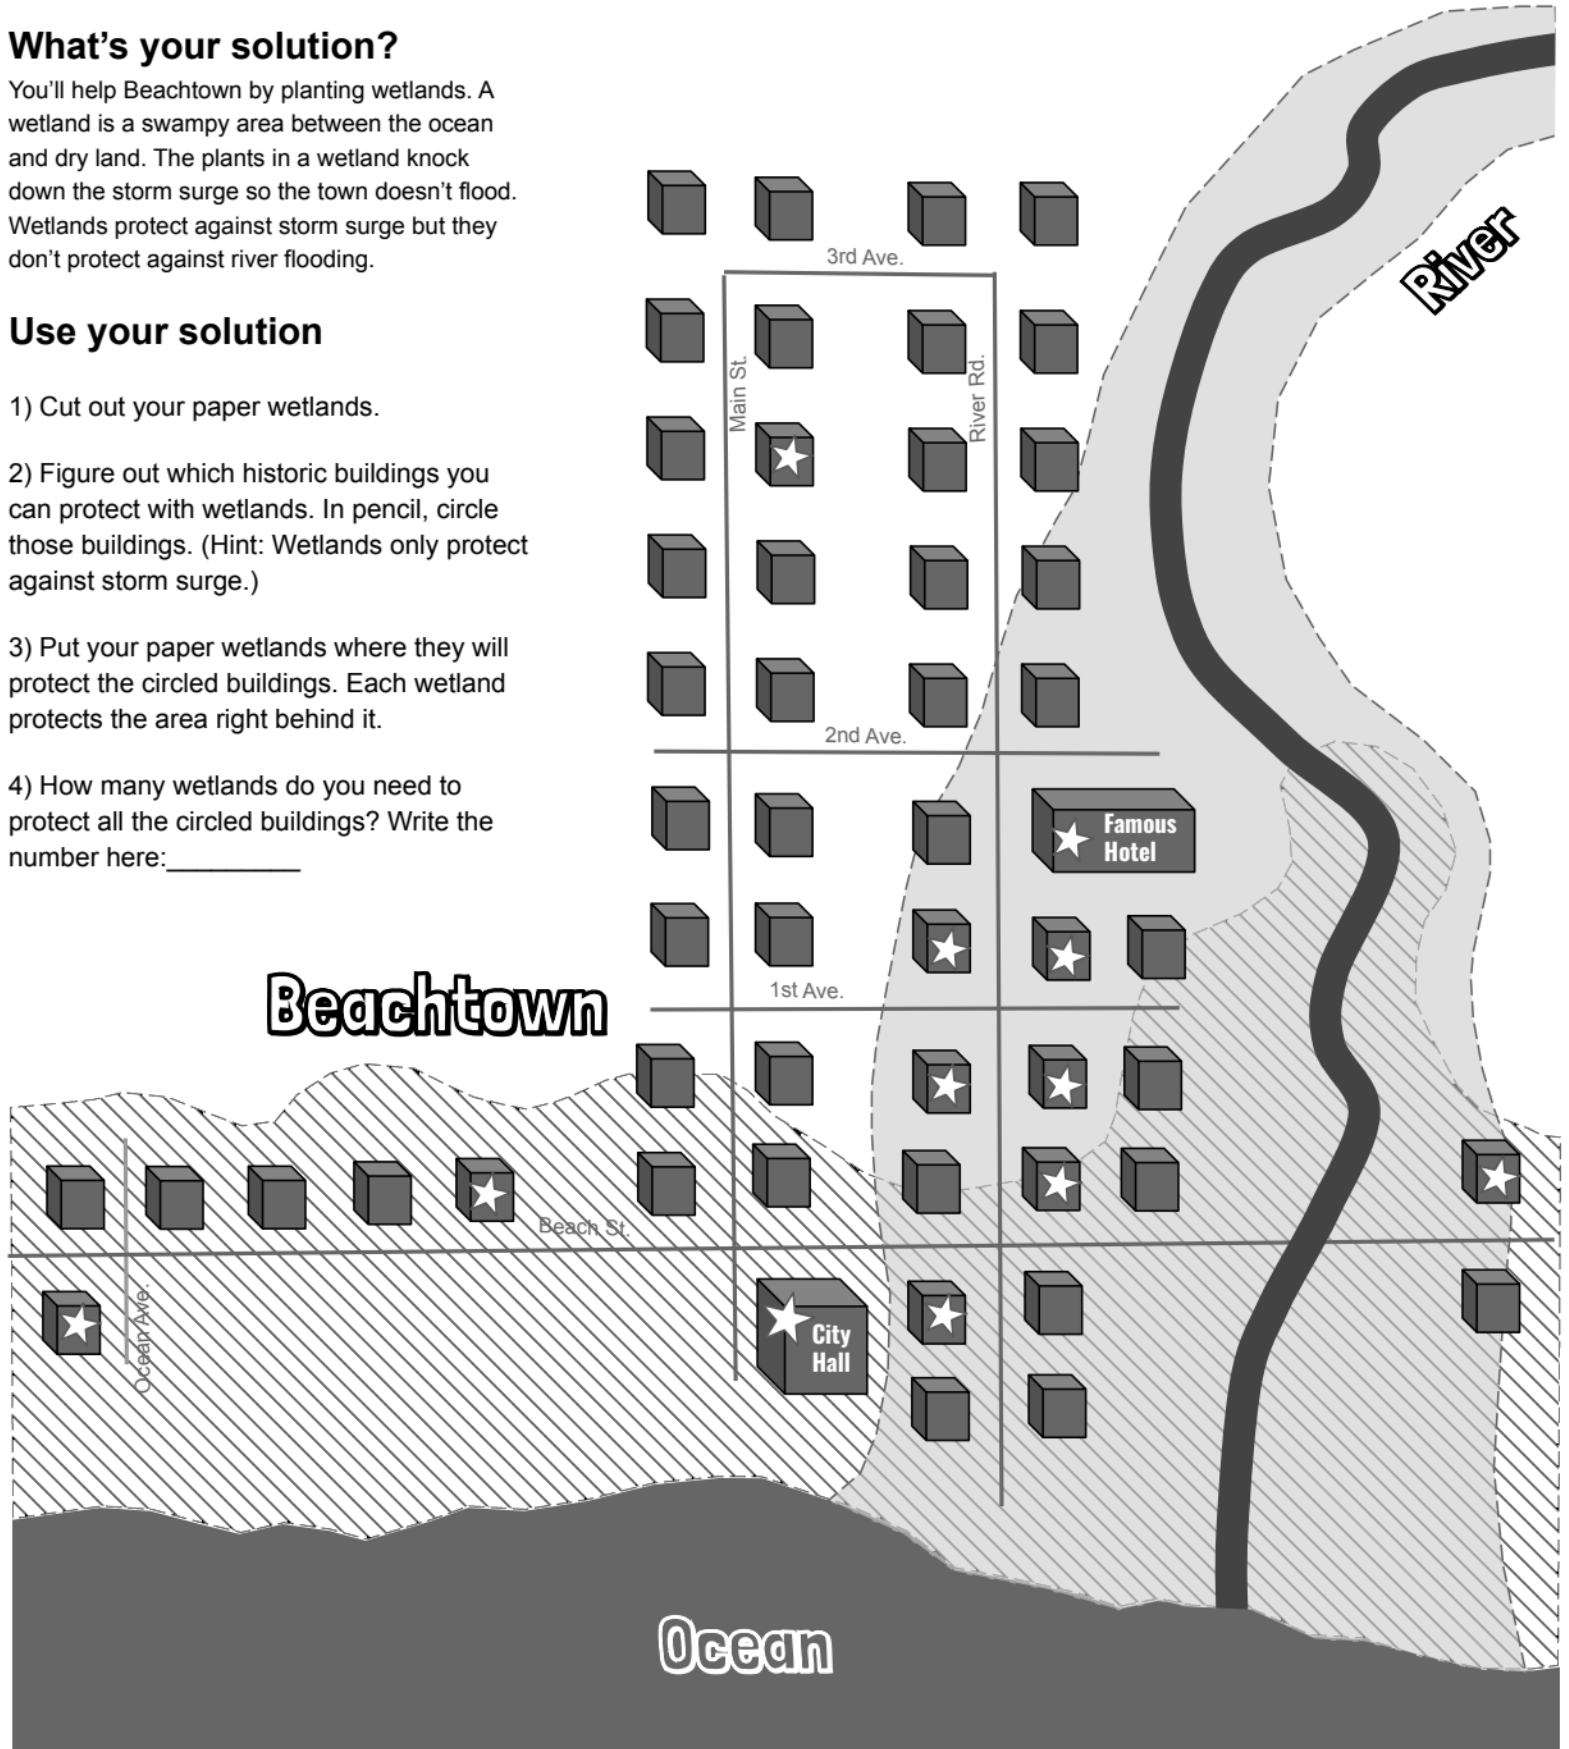 What's your solution?
You'll help Beachtown by planting wetlands. A
wetland is a swampy area between the ocean
and dry land. The plants in a wetland knock
down the storm surge so the town doesn't flood.
Wetlands protect against storm surge but they
don't protect against river flooding.
Use your solution
1) Cut out your paper wetlands.
2) Figure out which historic buildings you
can protect with wetlands. In pencil, circle
those buildings. (Hint: Wetlands only protect
against storm surge.)
3) Put your paper wetlands where they will
protect the circled buildings. Each wetland
protects the area right behind it.
4) How many wetlands do you need to
protect all the circled buildings? Write the
number here:__________
River
3rd Ave.
Main St.
River Rd.
2nd Ave.
Famous
Hotel
1st Ave.
Beachtown
Beach St.
Ocean Ave.
City
Hall
Ocean